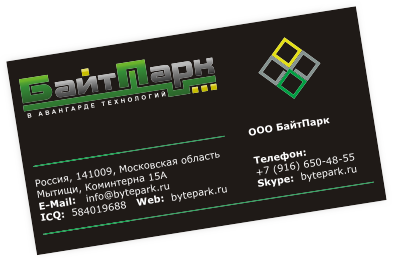 БайтПарк
В АВАНГАРДЕ ТЕХНОЛОГИЙ
ООО БайтПарк
Россия, 141009, Московская область
Мытищи, Коминтерна 15А
E-Mail: info@bytepark.ru
ICQ: 584019688 Web: bytepark.ru
Телефон:
+7 (916) 650-48-55
Skype: bytepark.ru